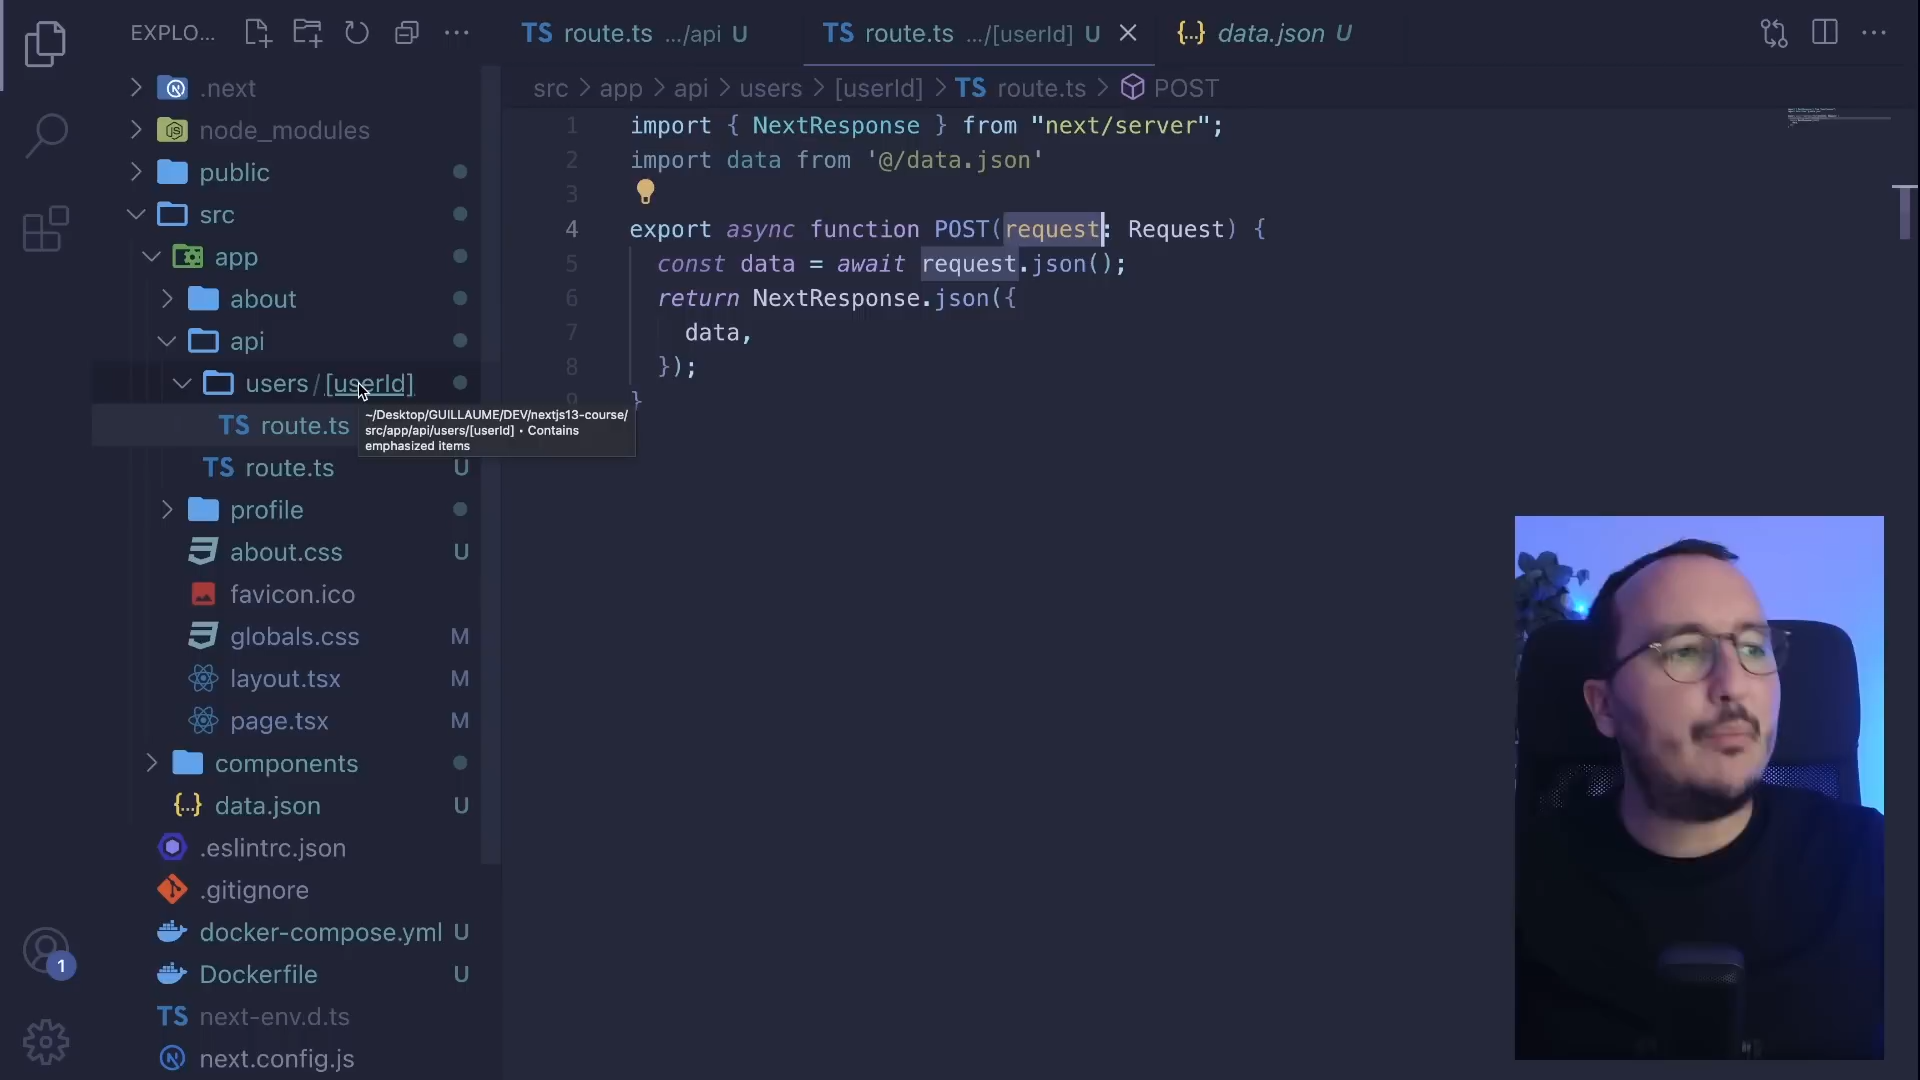 EXPLO...
route.ts .../api U
route.ts .../[userId] U
data.json U
src > app > api > users > [userId] > TS route.ts > POST
.next
node_modules
public
src
app
about
api
users / [userId]
TS route.ts
TS route.ts U
profile
about.css U
favicon.ico
globals.css M
layout.tsx M
page.tsx M
components
data.json U
.eslintrc.json
.gitignore
docker-compose.yml U
Dockerfile U
TS next-env.d.ts
next.config.js
~/Desktop/GUILLAUME/DEV/nextjs13-course/
src/app/api/users/[userId] • Contains
emphasized items
1 import { NextResponse } from "next/server";
2 import data from '@/data.json'
3
4 export async function POST(request: Request) {
5 const data = await request.json();
6 return NextResponse.json({
7 data,
8 });
9 }
1